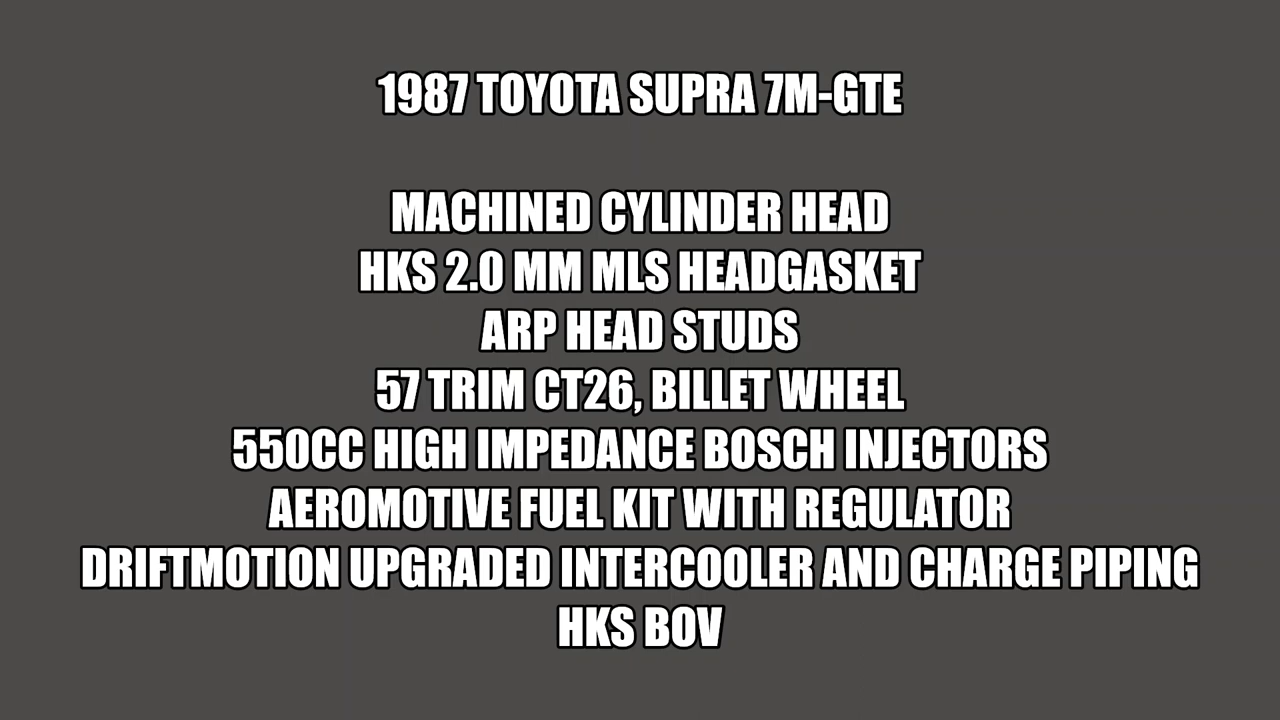 1987 TOYOTA SUPRA 7M-GTE
MACHINED CYLINDER HEAD
HKS 2.0 MM MLS HEADGASKET
ARP HEAD STUDS
57 TRIM CT26, BILLET WHEEL
550CC HIGH IMPEDANCE BOSCH INJECTORS
AEROMOTIVE FUEL KIT WITH REGULATOR
DRIFTMOTION UPGRADED INTERCOOLER AND CHARGE PIPING
HKS BOV